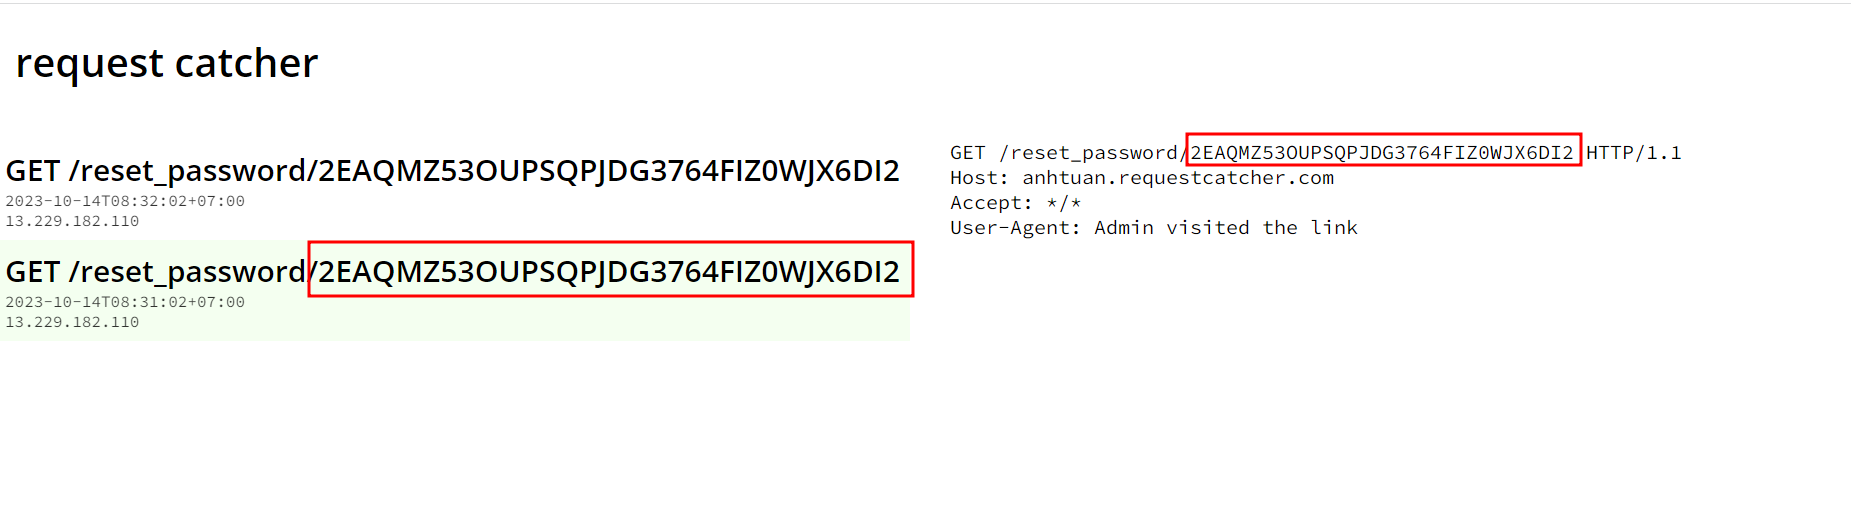 request catcher
GET /reset_password/2EAQMZ53OUPSQPJDG3764FIZ0WJX6DI2
2023-10-14T08:32:02+07:00
13.229.182.110
GET /reset_password/2EAQMZ53OUPSQPJDG3764FIZ0WJX6DI2
2023-10-14T08:31:02+07:00
13.229.182.110
GET /reset_password/2EAQMZ53OUPSQPJDG3764FIZ0WJX6DI2 HTTP/1.1
Host: anhtuan.requestcatcher.com
Accept: */*
User-Agent: Admin visited the link